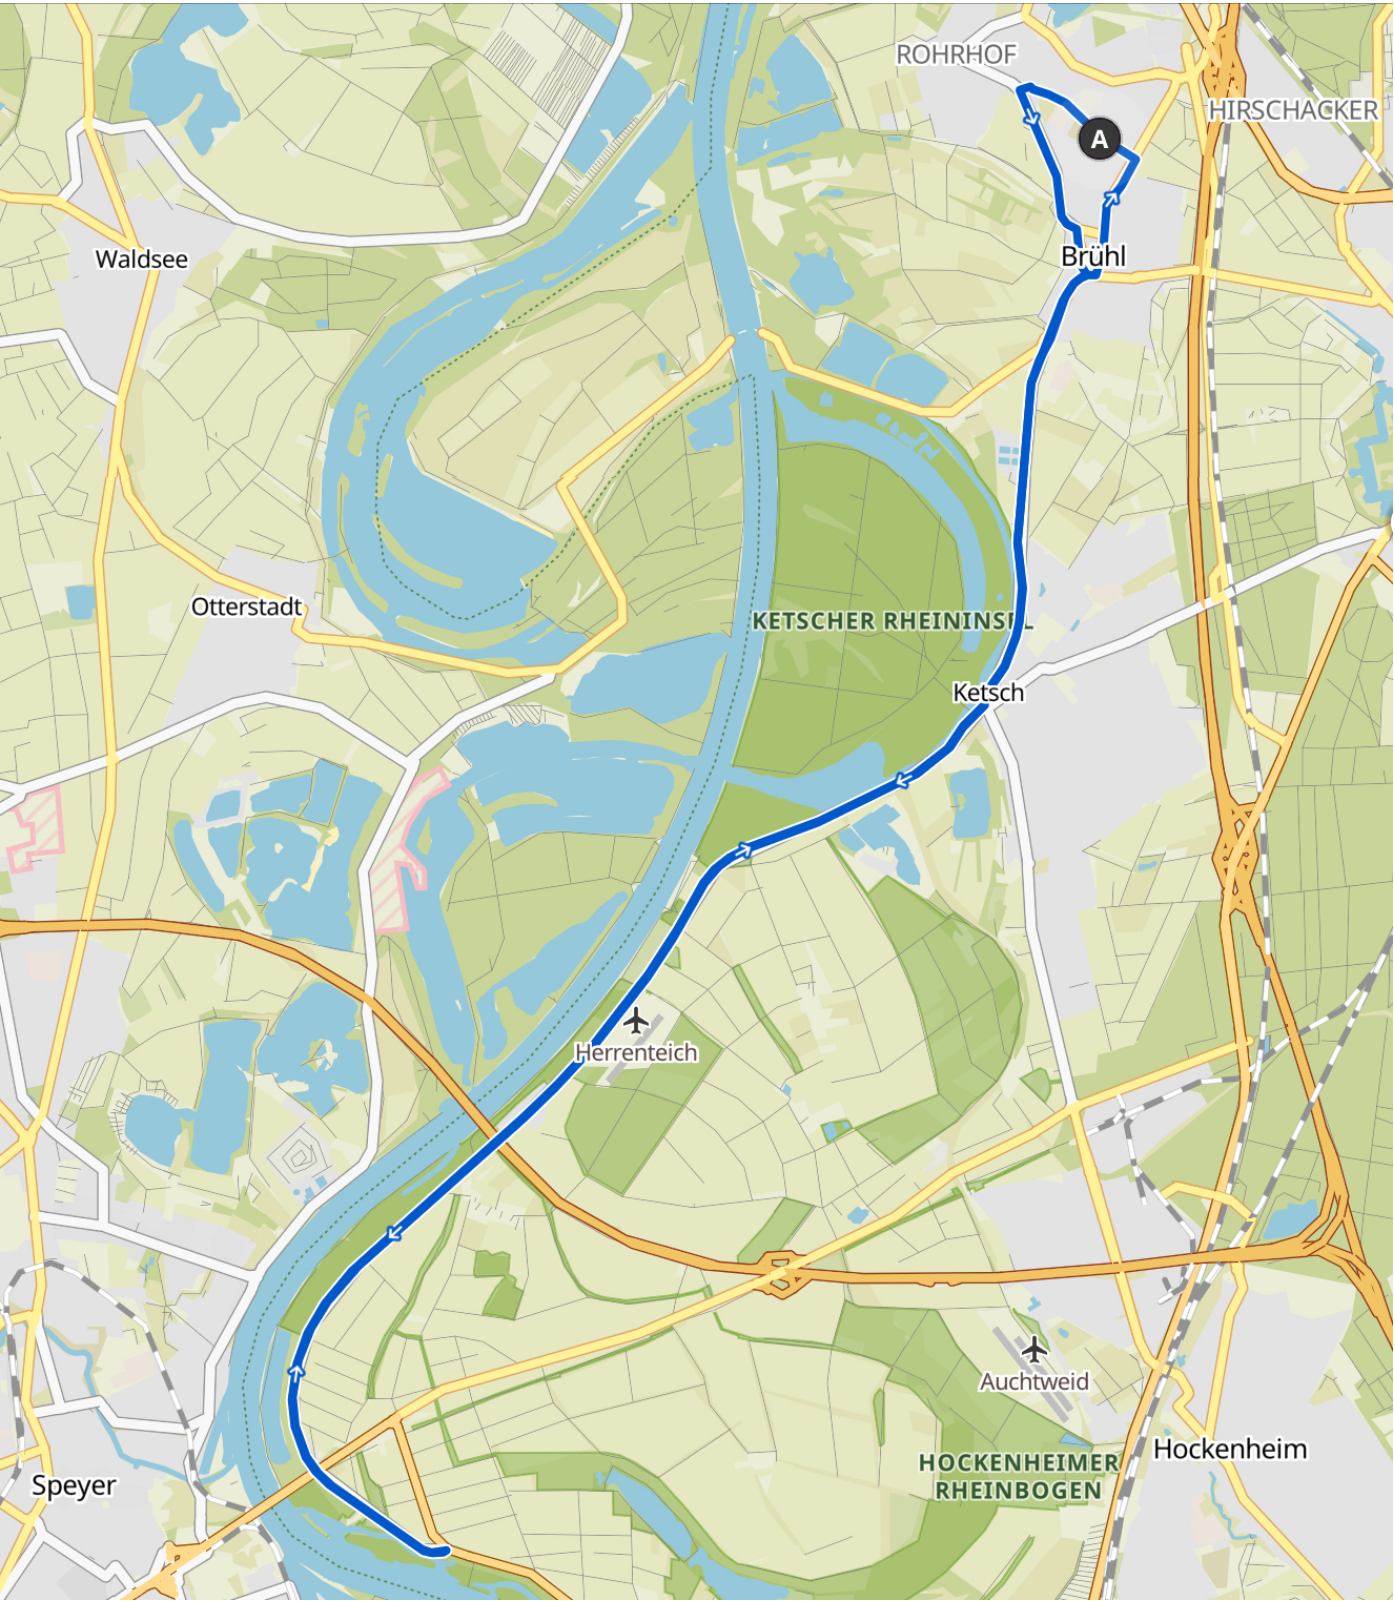 ROHRHOF
HIRSCHACKER
A
Waldsee
Brühl
Otterstadt
KETSCHER RHEININSEL
Ketsch
Herrenteich
Auchtweid
Hockenheim
HOCKENHEIMER
RHEINBOGEN
Speyer